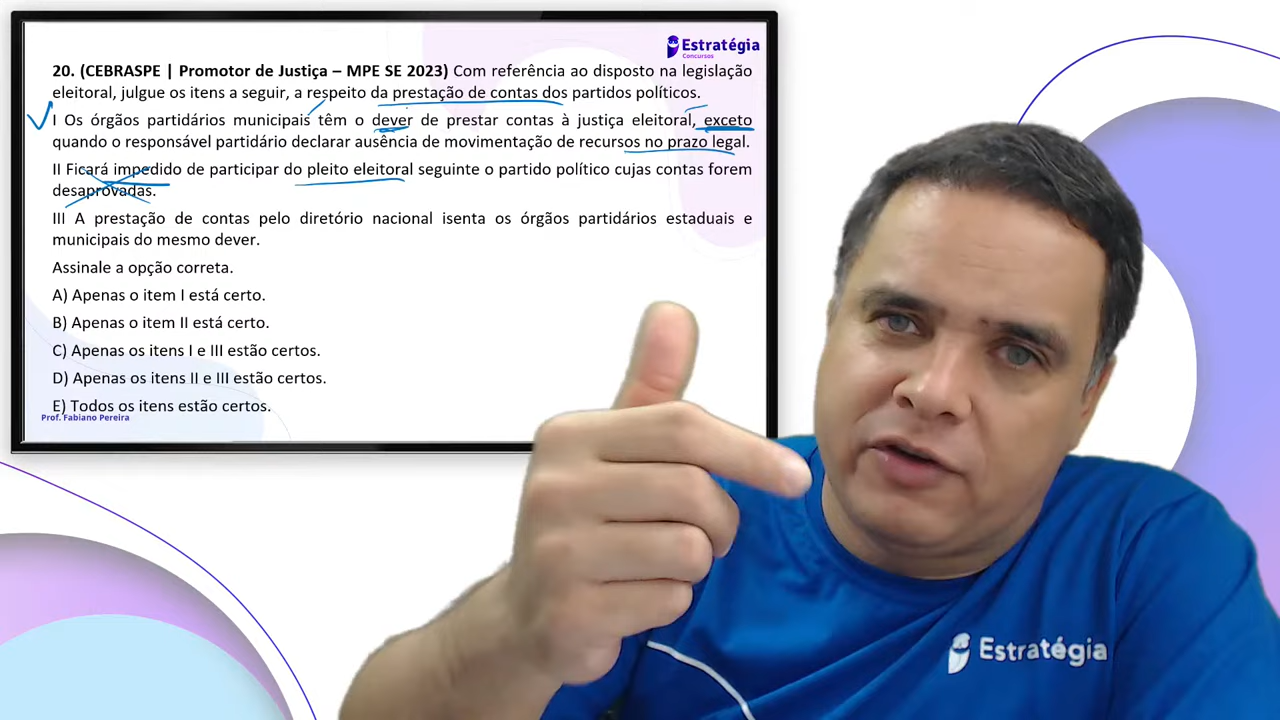 Estratégia
Concursos
20. (CEBRASPE | Promotor de Justiça – MPE SE 2023) Com referência ao disposto na legislação
eleitoral, julgue os itens a seguir, a respeito da prestação de contas dos partidos políticos.
I Os órgãos partidários municipais têm o dever de prestar contas à justiça eleitoral, exceto
quando o responsável partidário declarar ausência de movimentação de recursos no prazo legal.
II Ficará impedido de participar do pleito eleitoral seguinte o partido político cujas contas forem
desaprovadas.
III A prestação de contas pelo diretório nacional isenta os órgãos partidários estaduais e
municipais do mesmo dever.
Assinale a opção correta.
A) Apenas o item I está certo.
B) Apenas o item II está certo.
C) Apenas os itens I e III estão certos.
D) Apenas os itens II e III estão certos.
E) Todos os itens estão certos.
Prof. Fabiano Pereira
Estratégia